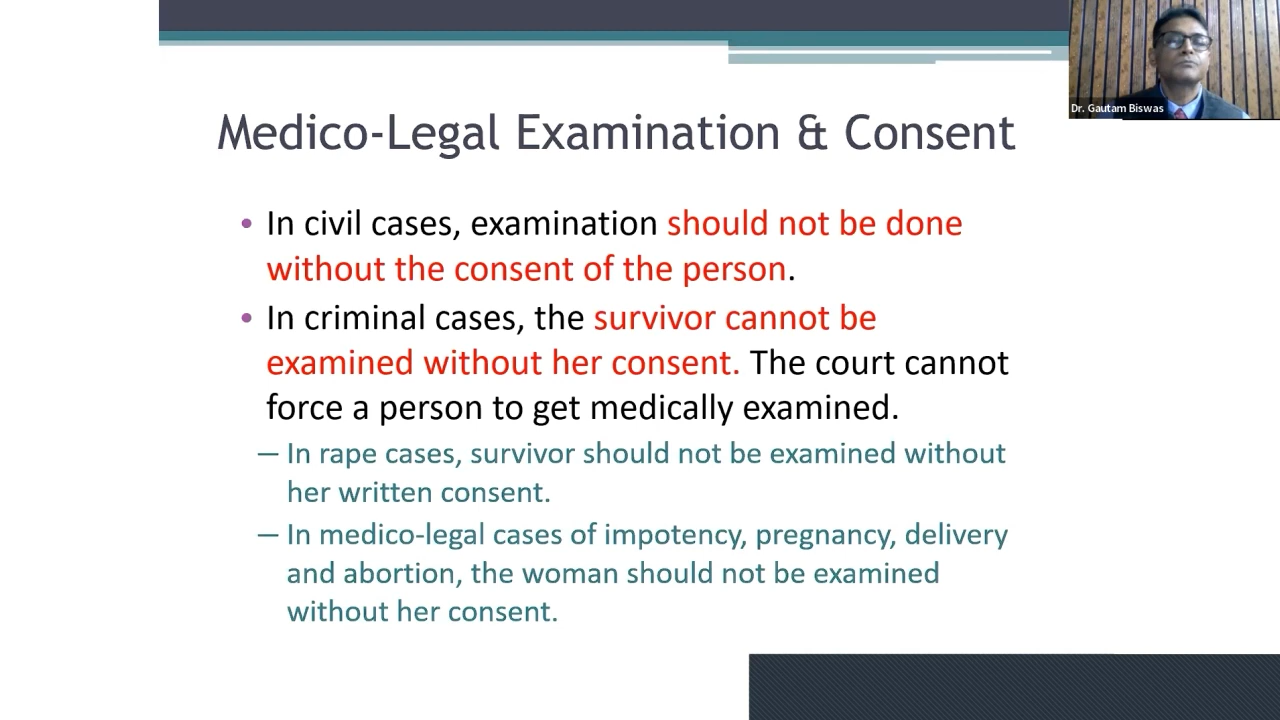 Dr. Gautam Biswas
Medico-Legal Examination & Consent
• In civil cases, examination should not be done
without the consent of the person.
• In criminal cases, the survivor cannot be
examined without her consent. The court cannot
force a person to get medically examined.
– In rape cases, survivor should not be examined without
her written consent.
– In medico-legal cases of impotency, pregnancy, delivery
and abortion, the woman should not be examined
without her consent.